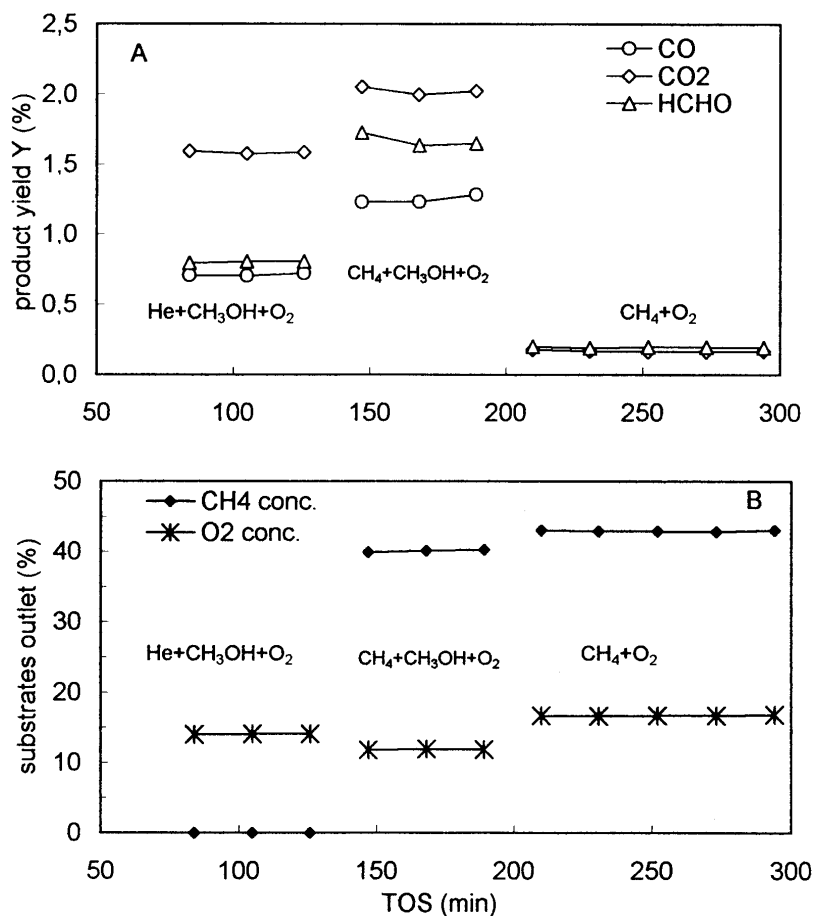 2,5
A
CO
CO2
HCHO
2.0
1.5
1.0
0.5
0,0
product yield Y (%)
He+CH₃OH+O₂
CH₄+CH₃OH+O₂
CH₄+O₂
50
100
150
200
250
300
50
B
CH4 conc.
O2 conc.
40
30
20
10
0
substrates outlet (%)
He+CH₃OH+O₂
CH₄+CH₃OH+O₂
CH₄+O₂
50
100
150
200
250
300
TOS (min)